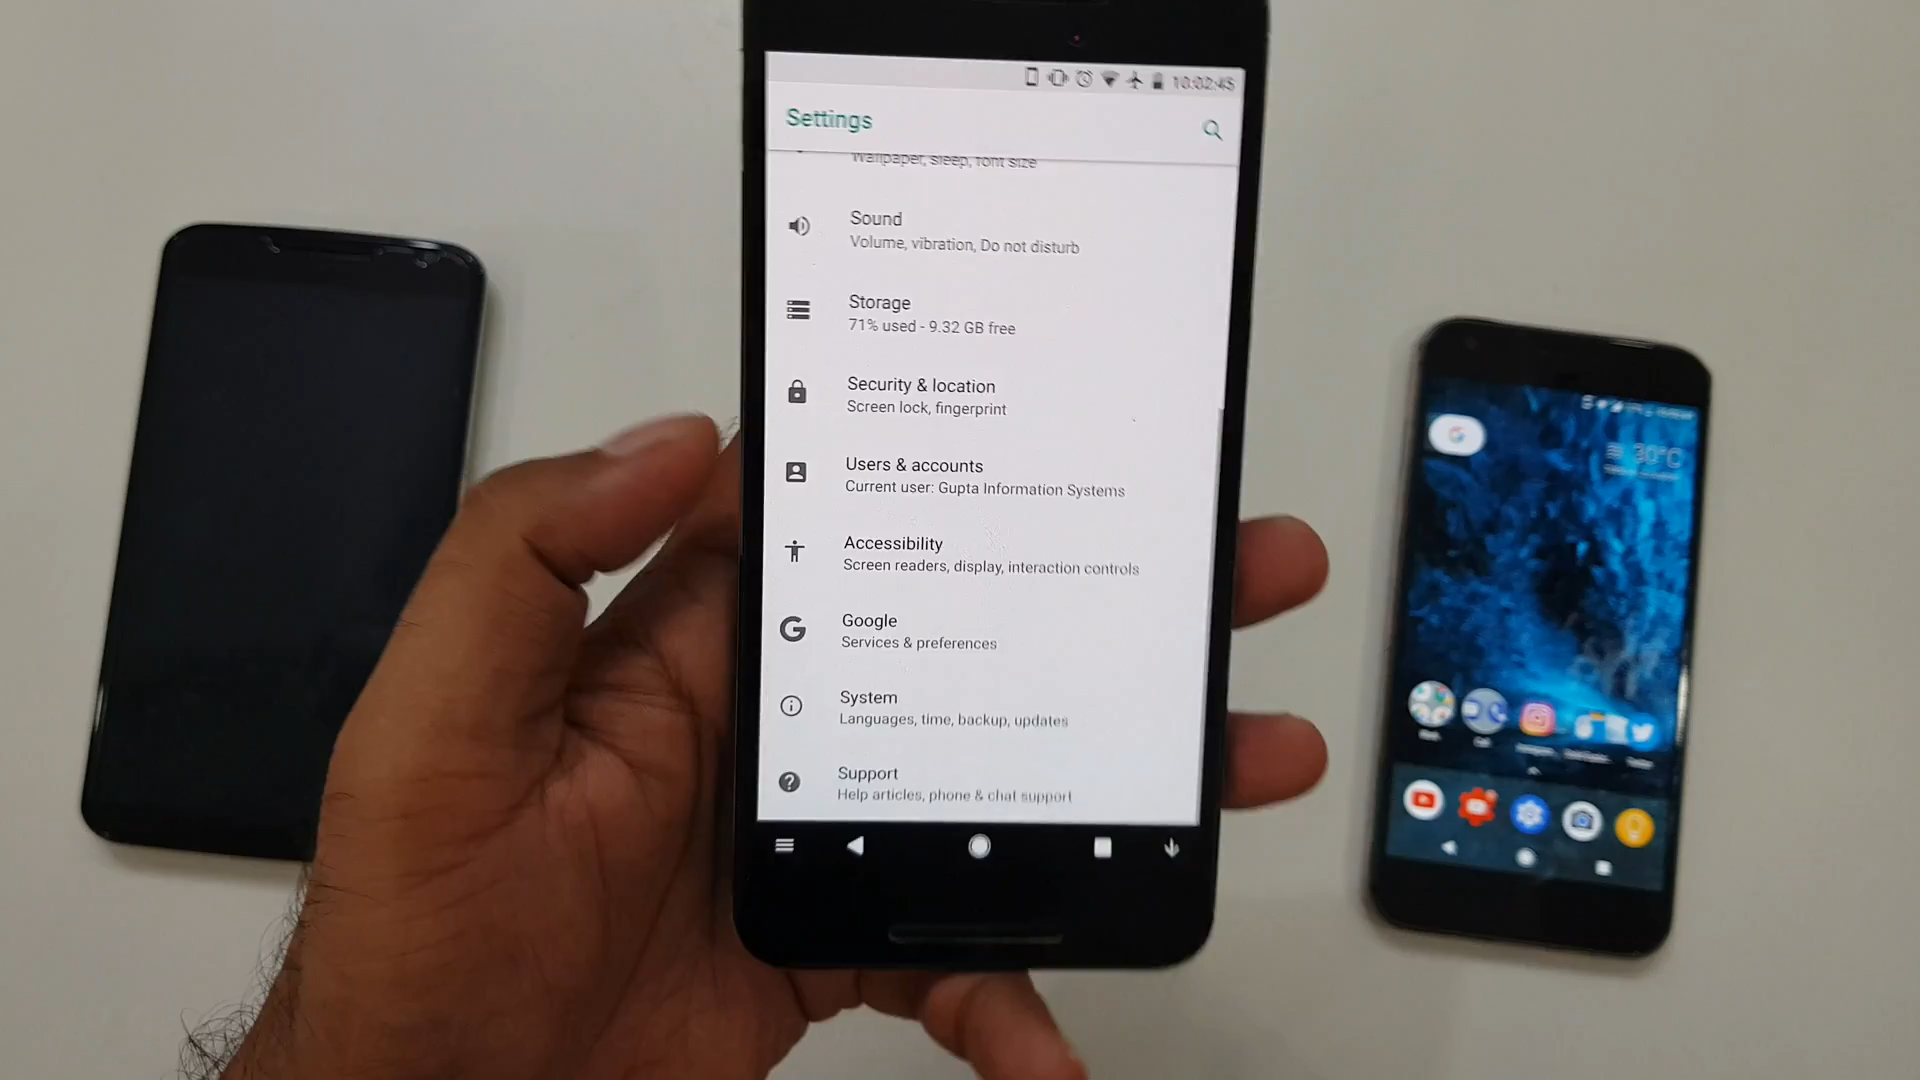 10:02:45
Settings
Wallpaper, sleep, font size
Sound
Volume, vibration, Do not disturb
Storage
71% used - 9.32 GB free
Security & location
Screen lock, fingerprint
Users & accounts
Current user: Gupta Information Systems
Accessibility
Screen readers, display, interaction controls
Google
Services & preferences
System
Languages, time, backup, updates
Support
Help articles, phone & chat support
30°C